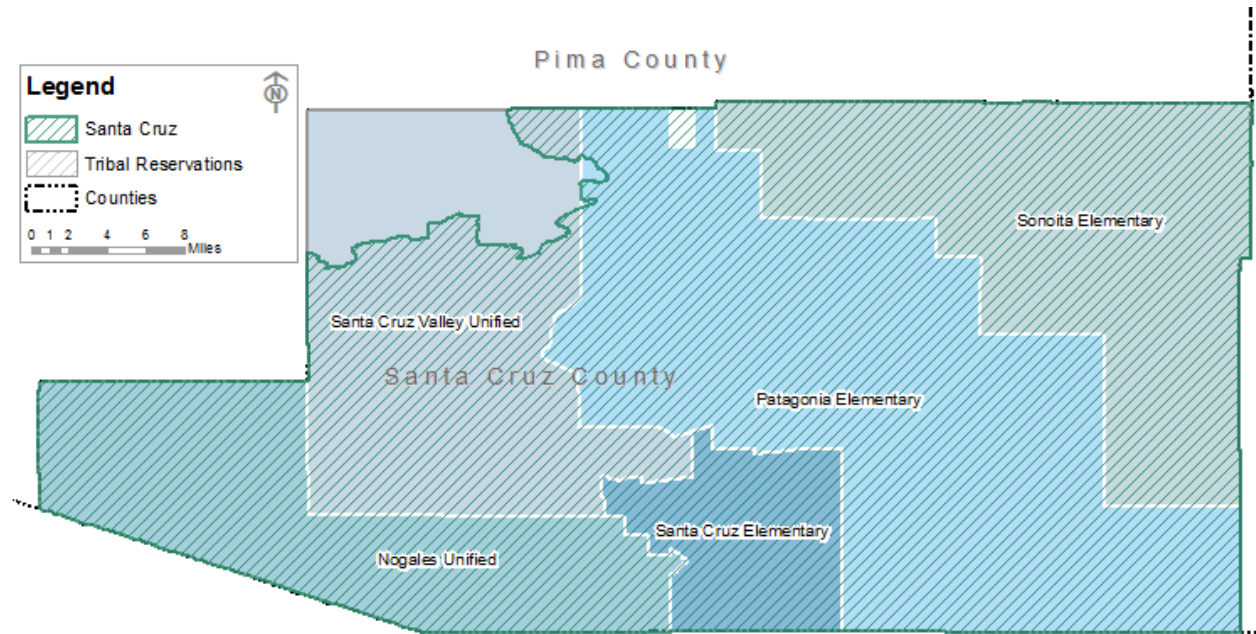 Pima County
Legend
N
Santa Cruz
Tribal Reservations
Counties
0 1 2 4 6 8
Miles
Sonoita Elementary
Santa Cruz Valley Unified
Santa Cruz County
Patagonia Elementary
Santa Cruz Elementary
Nogales Unified